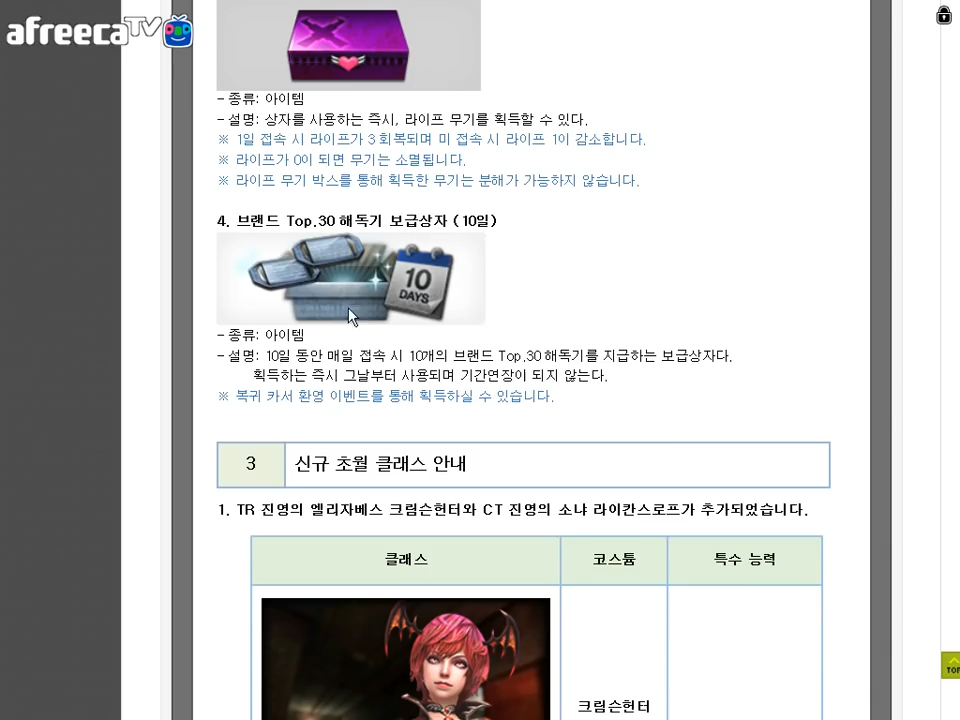 afreecaTV
- 종류: 아이템
- 설명: 상자를 사용하는 즉시, 라이프 무기를 획득할 수 있다.
※ 1일 접속 시 라이프가 3 회복되며 미 접속 시 라이프 1이 감소합니다.
※ 라이프가 0이 되면 무기는 소멸됩니다.
※ 라이프 무기 박스를 통해 획득한 무기는 분해가 가능하지 않습니다.
4. 브랜드 Top.30 해독기 보급상자 (10일)
10
DAYS
- 종류: 아이템
- 설명: 10일 동안 매일 접속 시 10개의 브랜드 Top.30 해독기를 지급하는 보급상자다.
획득하는 즉시 그날부터 사용되며 기간연장이 되지 않는다.
※ 복귀 카서 환영 이벤트를 통해 획득하실 수 있습니다.
3 신규 초월 클래스 안내
1. TR 진영의 엘리자베스 크림슨헌터와 CT 진영의 소냐 라이칸스로프가 추가되었습니다.
클래스 코스튬 특수 능력
크림슨헌터
TOP